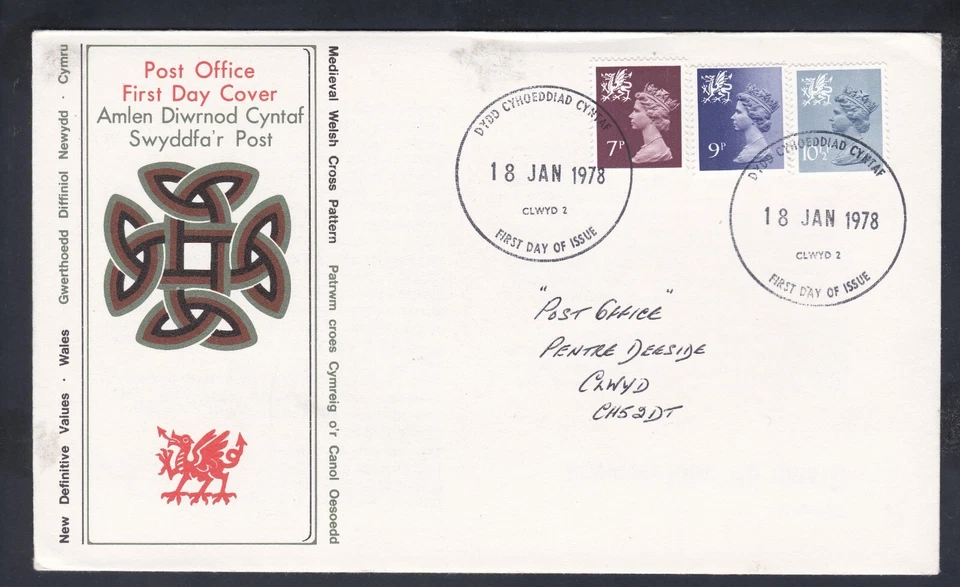 Post Office
First Day Cover
Amlen Diwrnod Cyntaf
Swyddfa'r Post
New Definitive Values · Wales Gwerthoedd Diffiniol Newydd · Cymru
Medieval Welsh Cross Pattern Patrwm croes Cymreig o'r Canol Oesoedd
7P
9P
10½P
DYDD CYHOEDDIAD CYNTAF
18 JAN 1978
CLWYD 2
FIRST DAY OF ISSUE
DYDD CYHOEDDIAD CYNTAF
18 JAN 1978
CLWYD 2
FIRST DAY OF ISSUE
"POST OFFICE"
PENTRE DEESIDE
CLWYD
CH5 2DT